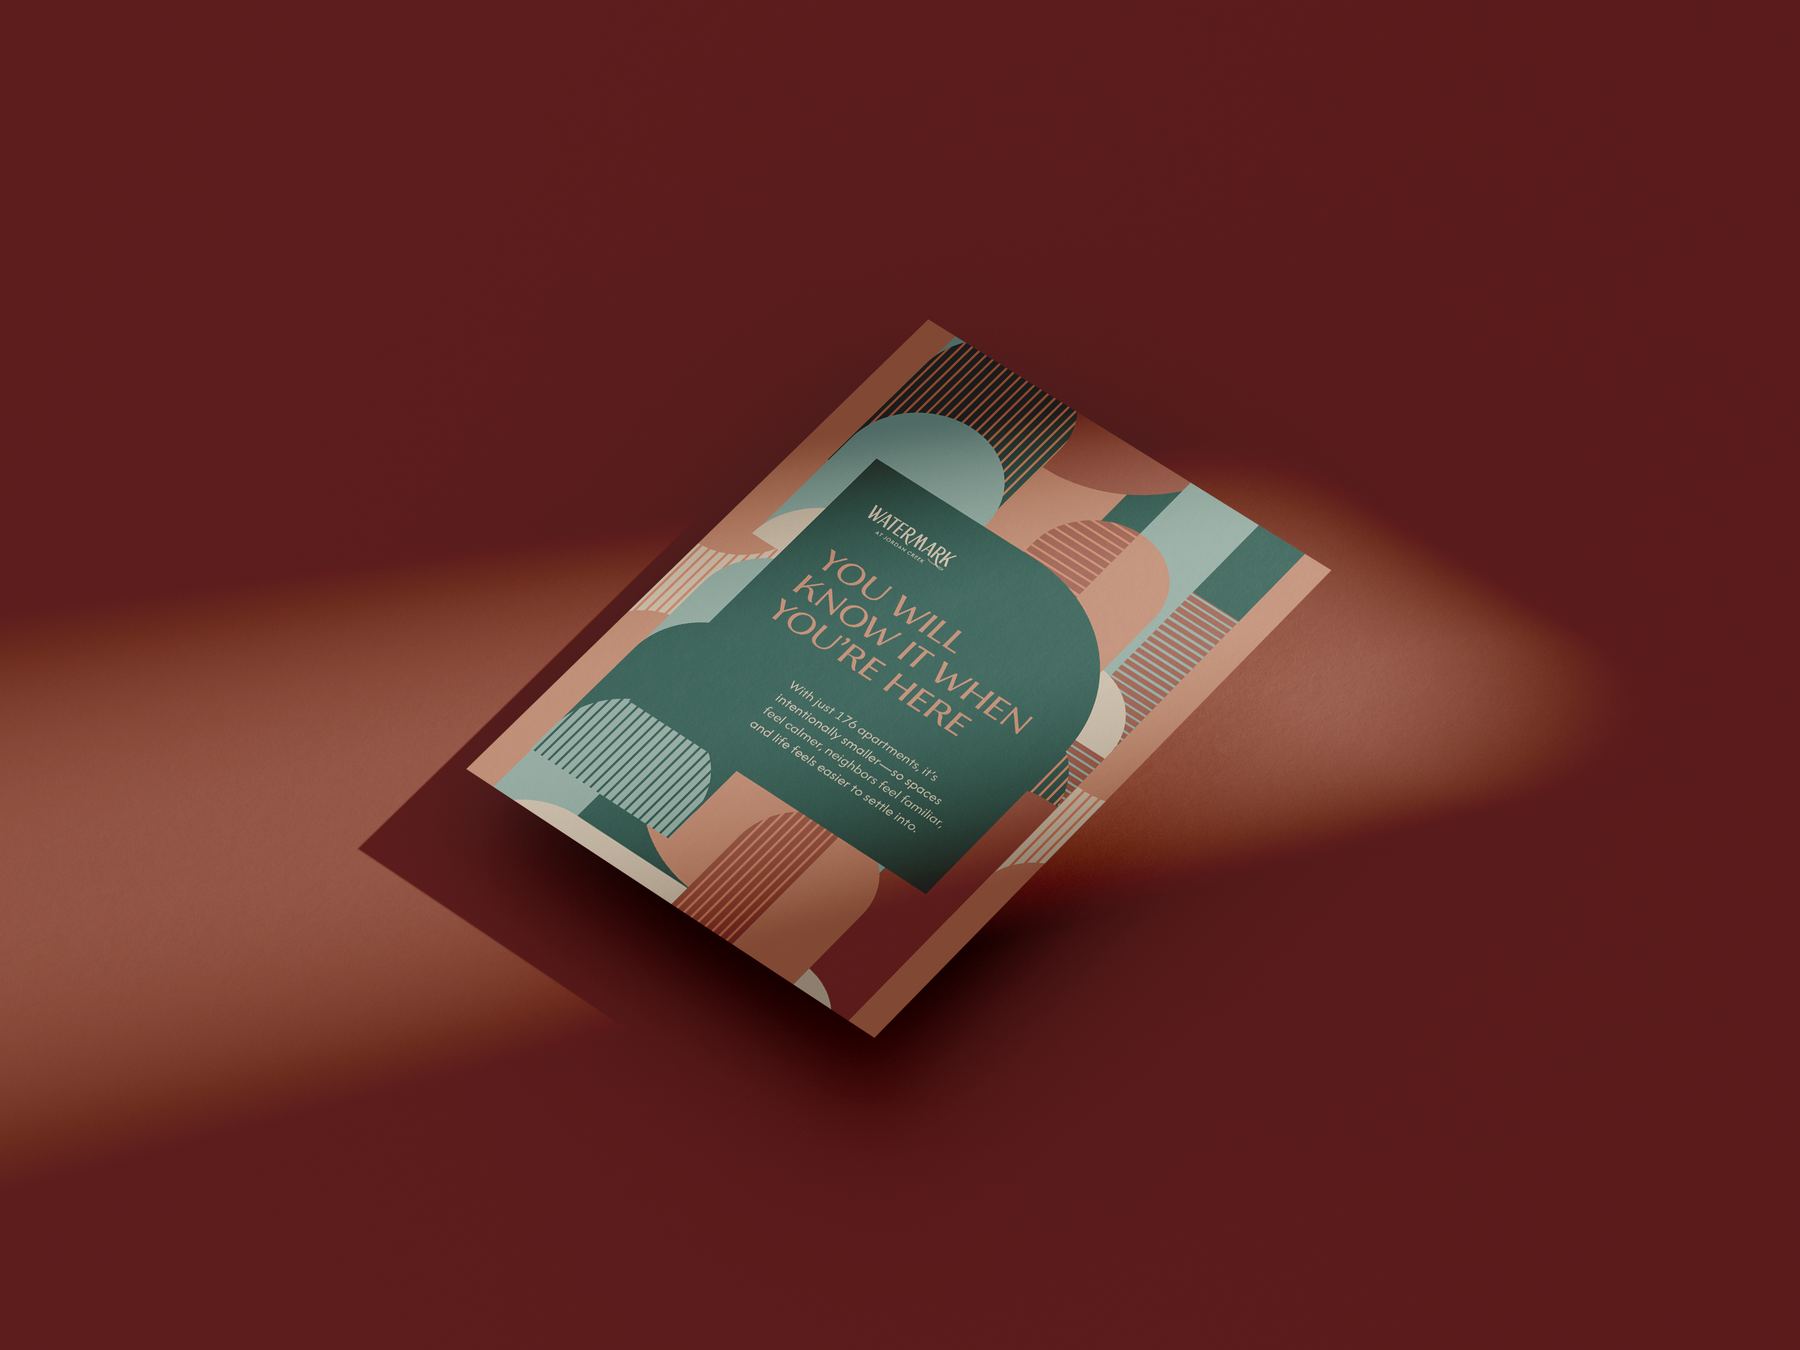 WATERMARK
AT JORDAN CREEK
YOU WILL
KNOW IT WHEN
YOU'RE HERE
With just 176 apartments, it's
intentionally smaller—so spaces
feel calmer, neighbors feel familiar,
and life feels easier to settle into.